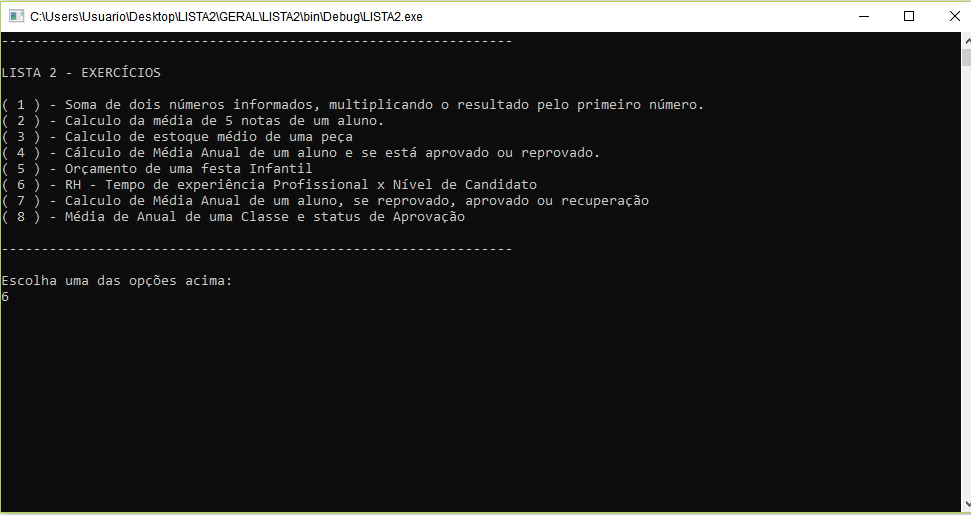 C:\Users\Usuario\Desktop\LISTA2\GERAL\LISTA2\bin\Debug\LISTA2.exe
----------------------------------------------------------------
LISTA 2 - EXERCÍCIOS
( 1 ) - Soma de dois números informados, multiplicando o resultado pelo primeiro número.
( 2 ) - Calculo da média de 5 notas de um aluno.
( 3 ) - Calculo de estoque médio de uma peça
( 4 ) - Cálculo de Média Anual de um aluno e se está aprovado ou reprovado.
( 5 ) - Orçamento de uma festa Infantil
( 6 ) - RH - Tempo de experiência Profissional x Nível de Candidato
( 7 ) - Calculo de Média Anual de um aluno, se reprovado, aprovado ou recuperação
( 8 ) - Média de Anual de uma Classe e status de Aprovação
----------------------------------------------------------------
Escolha uma das opções acima:
6